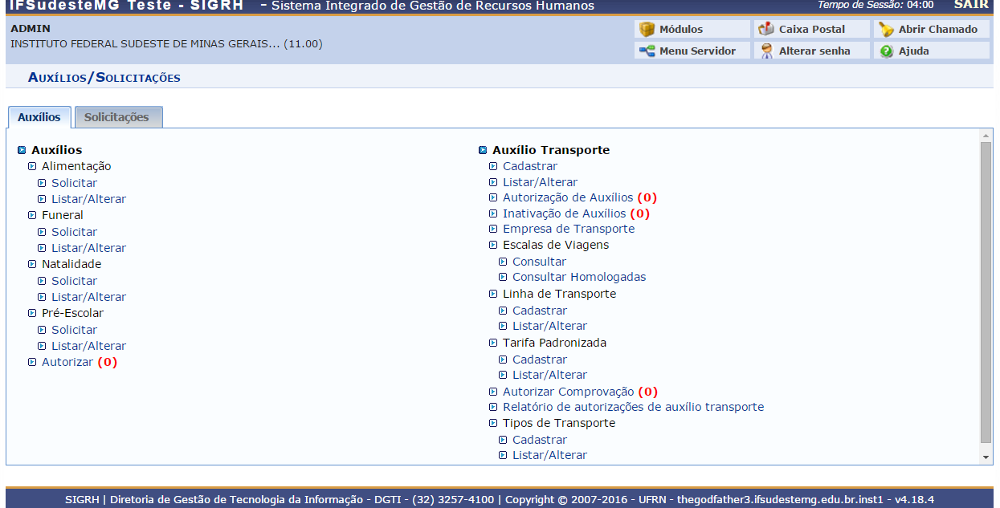 IFSudesteMG Teste - SIGRH - Sistema Integrado de Gestão de Recursos Humanos
Tempo de Sessão: 04:00 SAIR
ADMIN
INSTITUTO FEDERAL SUDESTE DE MINAS GERAIS... (11.00)
Módulos Caixa Postal Abrir Chamado
Menu Servidor Alterar senha Ajuda
Auxílios/Solicitações
Auxílios Solicitações
Auxílios
Alimentação
Solicitar
Listar/Alterar
Funeral
Solicitar
Listar/Alterar
Natalidade
Solicitar
Listar/Alterar
Pré-Escolar
Solicitar
Listar/Alterar
Autorizar (0)
Auxílio Transporte
Cadastrar
Listar/Alterar
Autorização de Auxílios (0)
Inativação de Auxílios (0)
Empresa de Transporte
Escalas de Viagens
Consultar
Consultar Homologadas
Linha de Transporte
Cadastrar
Listar/Alterar
Tarifa Padronizada
Cadastrar
Listar/Alterar
Autorizar Comprovação (0)
Relatório de autorizações de auxílio transporte
Tipos de Transporte
Cadastrar
Listar/Alterar
SIGRH | Diretoria de Gestão de Tecnologia da Informação - DGTI - (32) 3257-4100 | Copyright © 2007-2016 - UFRN - thegodfather3.ifsudestemg.edu.br.inst1 - v4.18.4